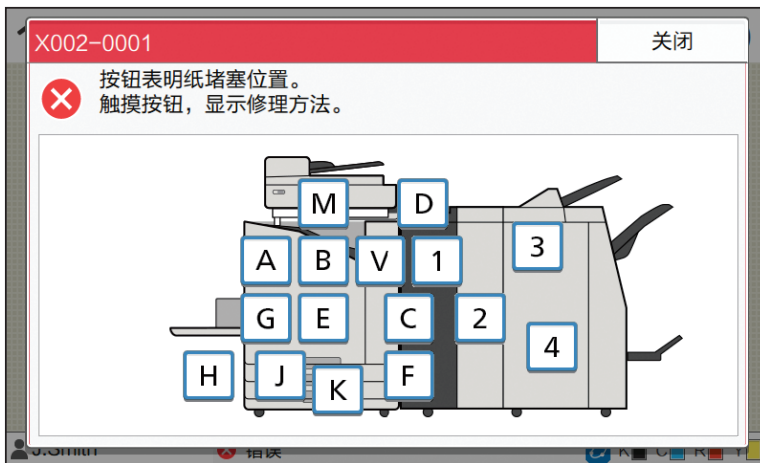 X002-0001
关闭
按钮表明纸堵塞位置。
触摸按钮，显示修理方法。
M D
A B V 1 3
G E C 2 4
H J K F
J.Smith 错误 K C R Y